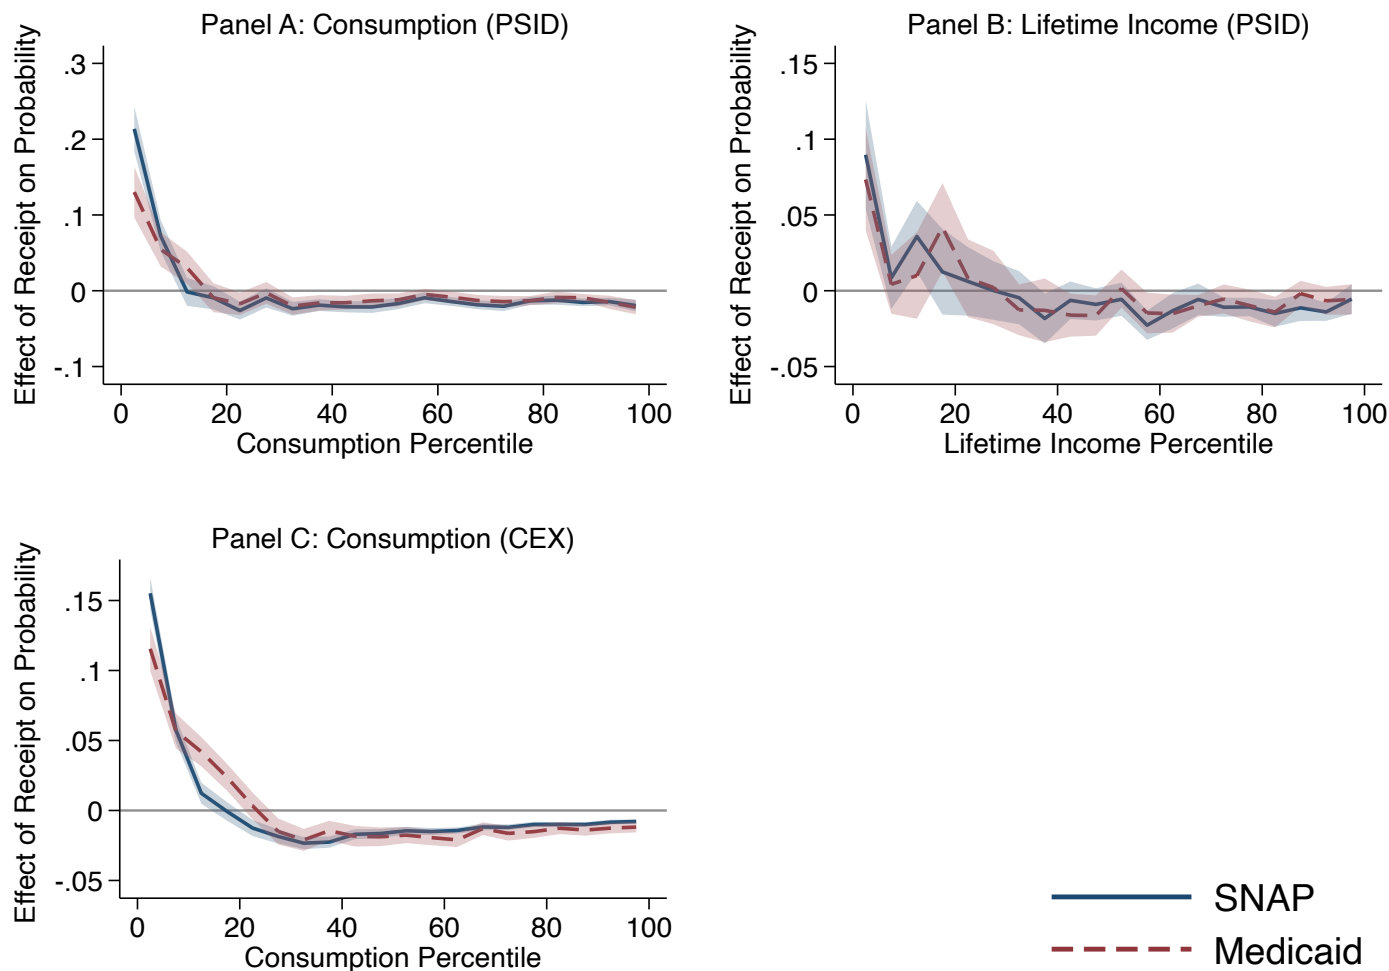 Panel A: Consumption (PSID)
Effect of Receipt on Probability
.3
.2
.1
0
-.1
0 20 40 60 80 100
Consumption Percentile
Panel B: Lifetime Income (PSID)
Effect of Receipt on Probability
.15
.1
.05
0
-.05
0 20 40 60 80 100
Lifetime Income Percentile
Panel C: Consumption (CEX)
Effect of Receipt on Probability
.15
.1
.05
0
-.05
0 20 40 60 80 100
Consumption Percentile
SNAP
Medicaid